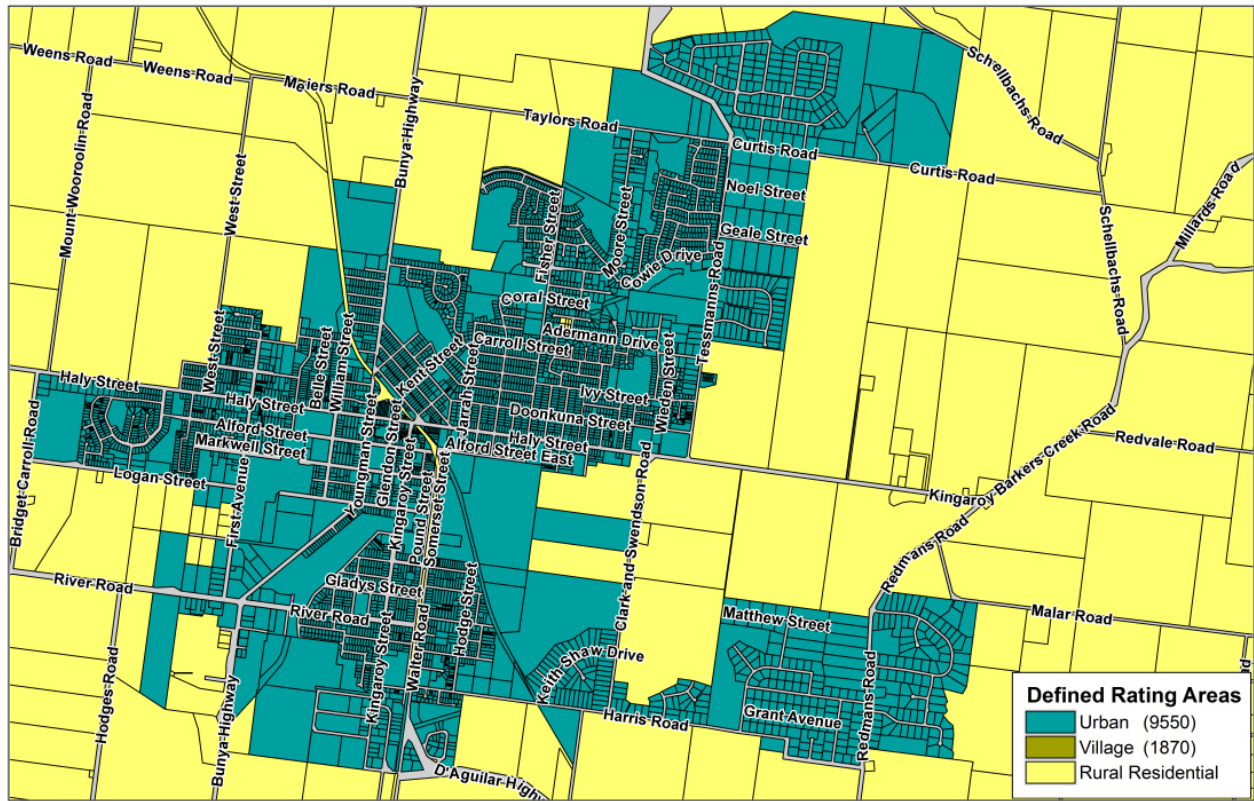 Weens Road
Weens Road
Meiers Road
Me
Bunya Highway
Taylors Road
Schellbachs Road
Curtis Road
Curtis Road
Mount Wooroolin Road
West Street
Noel Street
Geale Street
Schellbachs Road
Millards Road
Fisher Street
Moore Street
Cowie Drive
Tessmanns Road
Coral Street
Adermann Drive
Carroll Street
Kent Street
West Street
Belle Street
William Street
Jarrah Street
Ivy Street
Wieden Street
Haly Street
Haly Street
Doonkuna Street
Haly Street
Alford Street
Alford Street East
Markwell Street
Logan Street
Bridget Carroll Road
First Avenue
Youngman Street
Glendon Street
Kingaroy Street
Pound Street
Somerset Street
Clark and Swendson Road
Redvale Road
Kingaroy Barkers Creek Road
Redmans Road
River Road
Gladys Street
River Road
Hodge Street
Matthew Street
Malar Road
Hodges Road
Bunya Highway
Kingaroy Street
Walter Road
Keith Shaw Drive
Harris Road
Grant Avenue
Redmans Road
D'Aguilar High
d
Defined Rating Areas
Urban (9550)
Village (1870)
Rural Residential